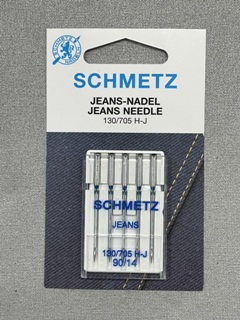 SCHMETZ
JEANS-NADEL
JEANS NEEDLE
130/705 H-J
SCHMETZ
JEANS
130/705 H-J
90/14